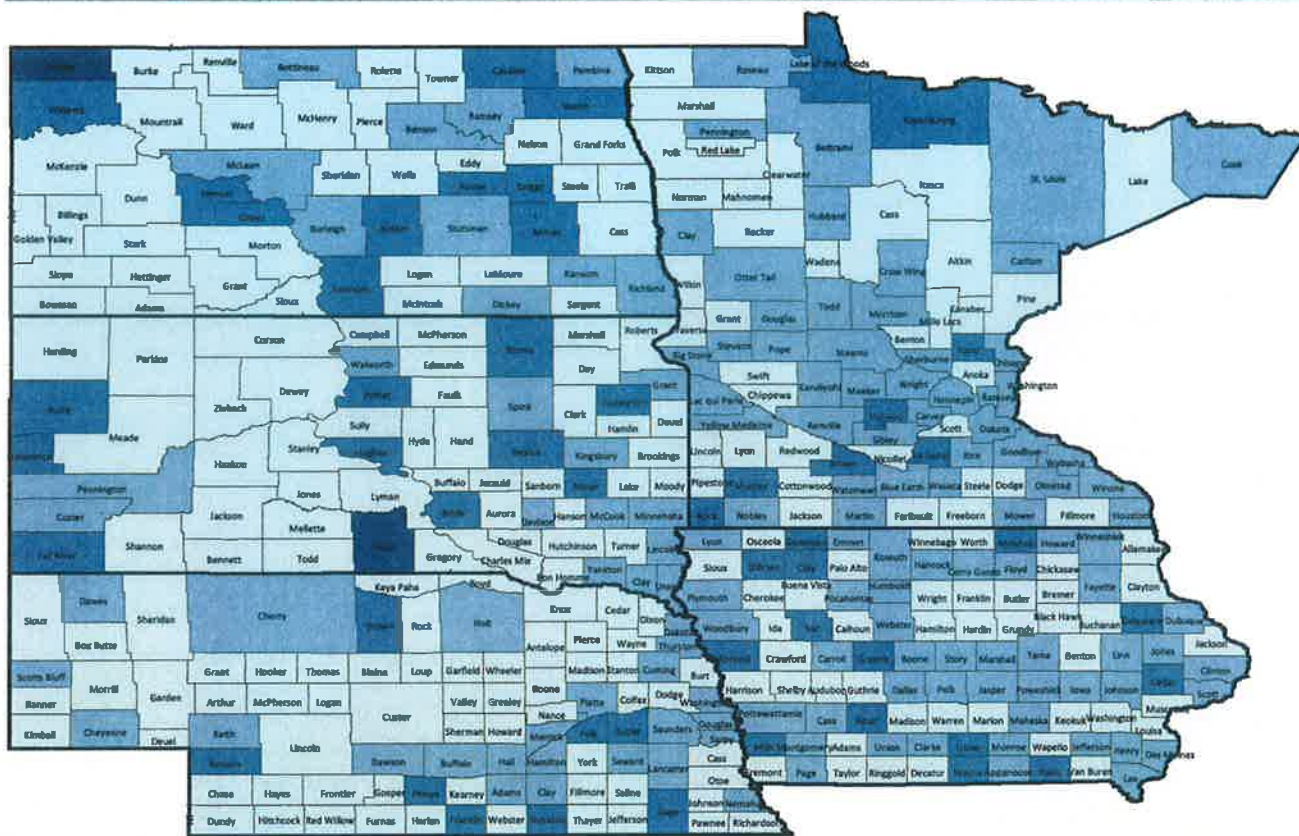 Burke
Renville
Bottineau
Rolette
Towner
Cavalier
Pembina
Kittson
Roseau
Lake of the Woods
Williams
Mountrail
Ward
McHenry
Pierce
Benson
Ramsey
Walsh
Marshall
Koochiching
Nelson
Grand Forks
Polk
Pennington
Red Lake
Beltrami
Clearwater
St. Louis
Lake
Cook
McKenzie
McLean
Sheridan
Wells
Eddy
Foster
Griggs
Steele
Traill
Norman
Mahnomen
Itasca
Dunn
Mercer
Oliver
Billings
Golden Valley
Stark
Morton
Burleigh
Kidder
Stutsman
Barnes
Cass
Clay
Becker
Hubbard
Cass
Slope
Hettinger
Grant
Sioux
Emmons
Logan
LaMoure
Ransom
Richland
Wilkin
Otter Tail
Wadena
Crow Wing
Aitkin
Carlton
Bowman
Adams
McIntosh
Dickey
Sargent
Grant
Douglas
Todd
Morrison
Mille Lacs
Kanabec
Pine
Harding
Perkins
Corson
Campbell
McPherson
Brown
Marshall
Roberts
Traverse
Big Stone
Stevens
Pope
Stearns
Benton
Sherburne
Isanti
Chisago
Walworth
Edmunds
Day
Grant
Butte
Ziebach
Dewey
Potter
Faulk
Spink
Clark
Codington
Hamlin
Deuel
Lac qui Parle
Swift
Chippewa
Kandiyohi
Meeker
Wright
Anoka
Hennepin
Ramsey
Washington
Meade
Sully
Hyde
Hand
Beadle
Kingsbury
Brookings
Yellow Medicine
Renville
McLeod
Carver
Scott
Dakota
Sibley
Lawrence
Haakon
Stanley
Hughes
Lincoln
Lyon
Redwood
Brown
Nicollet
Le Sueur
Rice
Goodhue
Wabasha
Pennington
Custer
Jones
Lyman
Buffalo
Jerauld
Sanborn
Miner
Lake
Moody
Pipestone
Murray
Cottonwood
Watonwan
Blue Earth
Waseca
Steele
Dodge
Olmsted
Winona
Fall River
Shannon
Jackson
Mellette
Bennett
Todd
Tripp
Gregory
Brule
Aurora
Davison
Hanson
McCook
Minnehaha
Rock
Nobles
Jackson
Martin
Faribault
Freeborn
Mower
Fillmore
Houston
Douglas
Charles Mix
Hutchinson
Turner
Lincoln
Bon Homme
Yankton
Clay
Union
Lyon
Osceola
Dickinson
Emmet
Kossuth
Winnebago
Worth
Mitchell
Howard
Winneshiek
Allamakee
Sioux
O'Brien
Clay
Palo Alto
Hancock
Cerro Gordo
Floyd
Chickasaw
Plymouth
Cherokee
Buena Vista
Pocahontas
Humboldt
Wright
Franklin
Butler
Bremer
Fayette
Clayton
Sioux
Dawes
Sheridan
Cherry
Keya Paha
Boyd
Brown
Rock
Holt
Knox
Cedar
Dixon
Dakota
Thurston
Woodbury
Ida
Sac
Calhoun
Webster
Hamilton
Hardin
Grundy
Black Hawk
Buchanan
Delaware
Dubuque
Box Butte
Antelope
Pierce
Wayne
Scotts Bluff
Grant
Hooker
Thomas
Blaine
Loup
Garfield
Wheeler
Madison
Stanton
Cuming
Burt
Monona
Crawford
Carroll
Greene
Boone
Story
Marshall
Tama
Benton
Linn
Jones
Jackson
Banner
Morrill
Garden
Arthur
McPherson
Logan
Custer
Valley
Greeley
Boone
Nance
Platte
Colfax
Dodge
Washington
Harrison
Shelby
Audubon
Guthrie
Dallas
Polk
Jasper
Poweshiek
Iowa
Johnson
Cedar
Clinton
Scott
Kimball
Cheyenne
Deuel
Keith
Lincoln
Sherman
Howard
Merrick
Polk
Butler
Saunders
Douglas
Sarpy
Pottawattamie
Cass
Adair
Madison
Warren
Marion
Mahaska
Keokuk
Washington
Louisa
Perkins
Dawson
Buffalo
Hall
Hamilton
York
Seward
Lancaster
Cass
Otoe
Mills
Montgomery
Adams
Union
Clarke
Lucas
Monroe
Wapello
Jefferson
Henry
Des Moines
Chase
Hayes
Frontier
Gosper
Phelps
Kearney
Adams
Clay
Fillmore
Saline
Fremont
Page
Taylor
Ringgold
Decatur
Wayne
Appanoose
Davis
Van Buren
Lee
Dundy
Hitchcock
Red Willow
Furnas
Harlan
Franklin
Webster
Nuckolls
Thayer
Jefferson
Gage
Johnson
Nemaha
Pawnee
Richardson